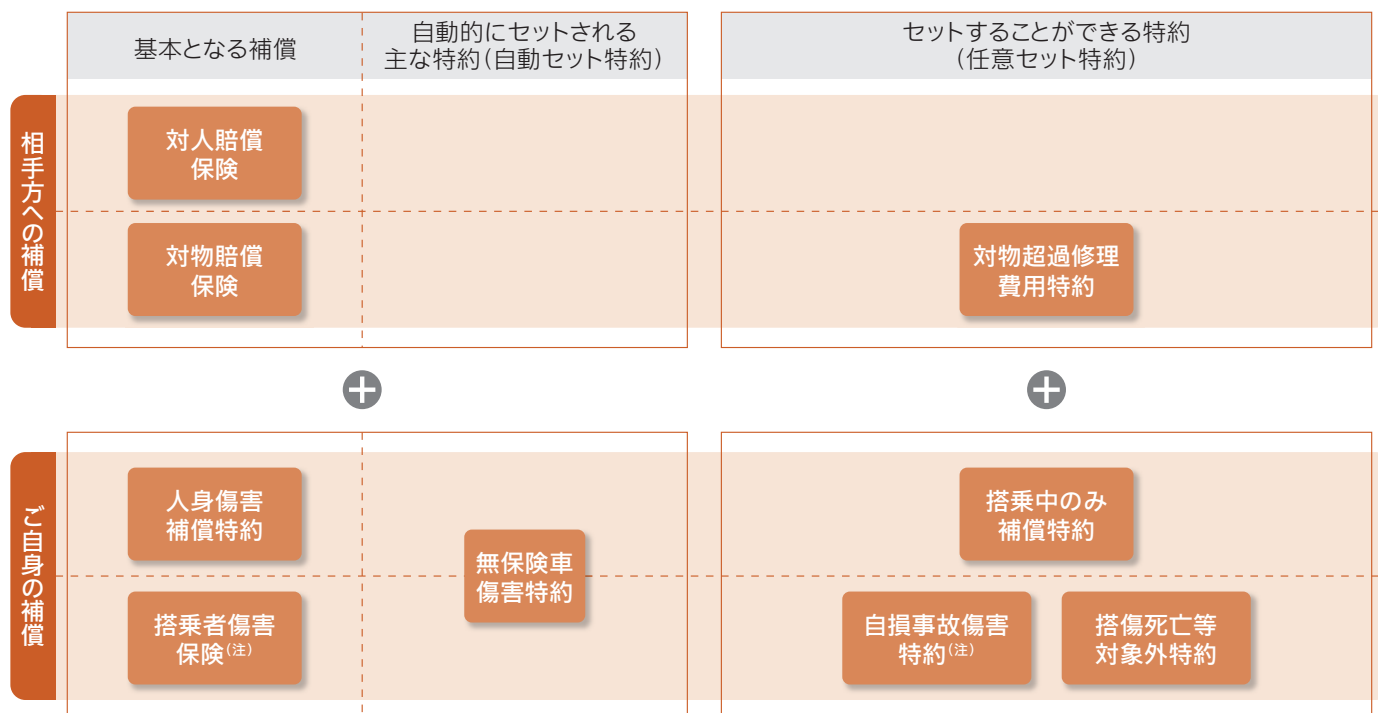 基本となる補償
自動的にセットされる
主な特約(自動セット特約)
セットすることができる特約
(任意セット特約)
相手方への補償
対人賠償
保険
対物賠償
保険
対物超過修理
費用特約
ご自身の補償
人身傷害
補償特約
無保険車
傷害特約
搭乗中のみ
補償特約
搭乗者傷害
保険(注)
自損事故傷害
特約(注)
搭傷死亡等
対象外特約